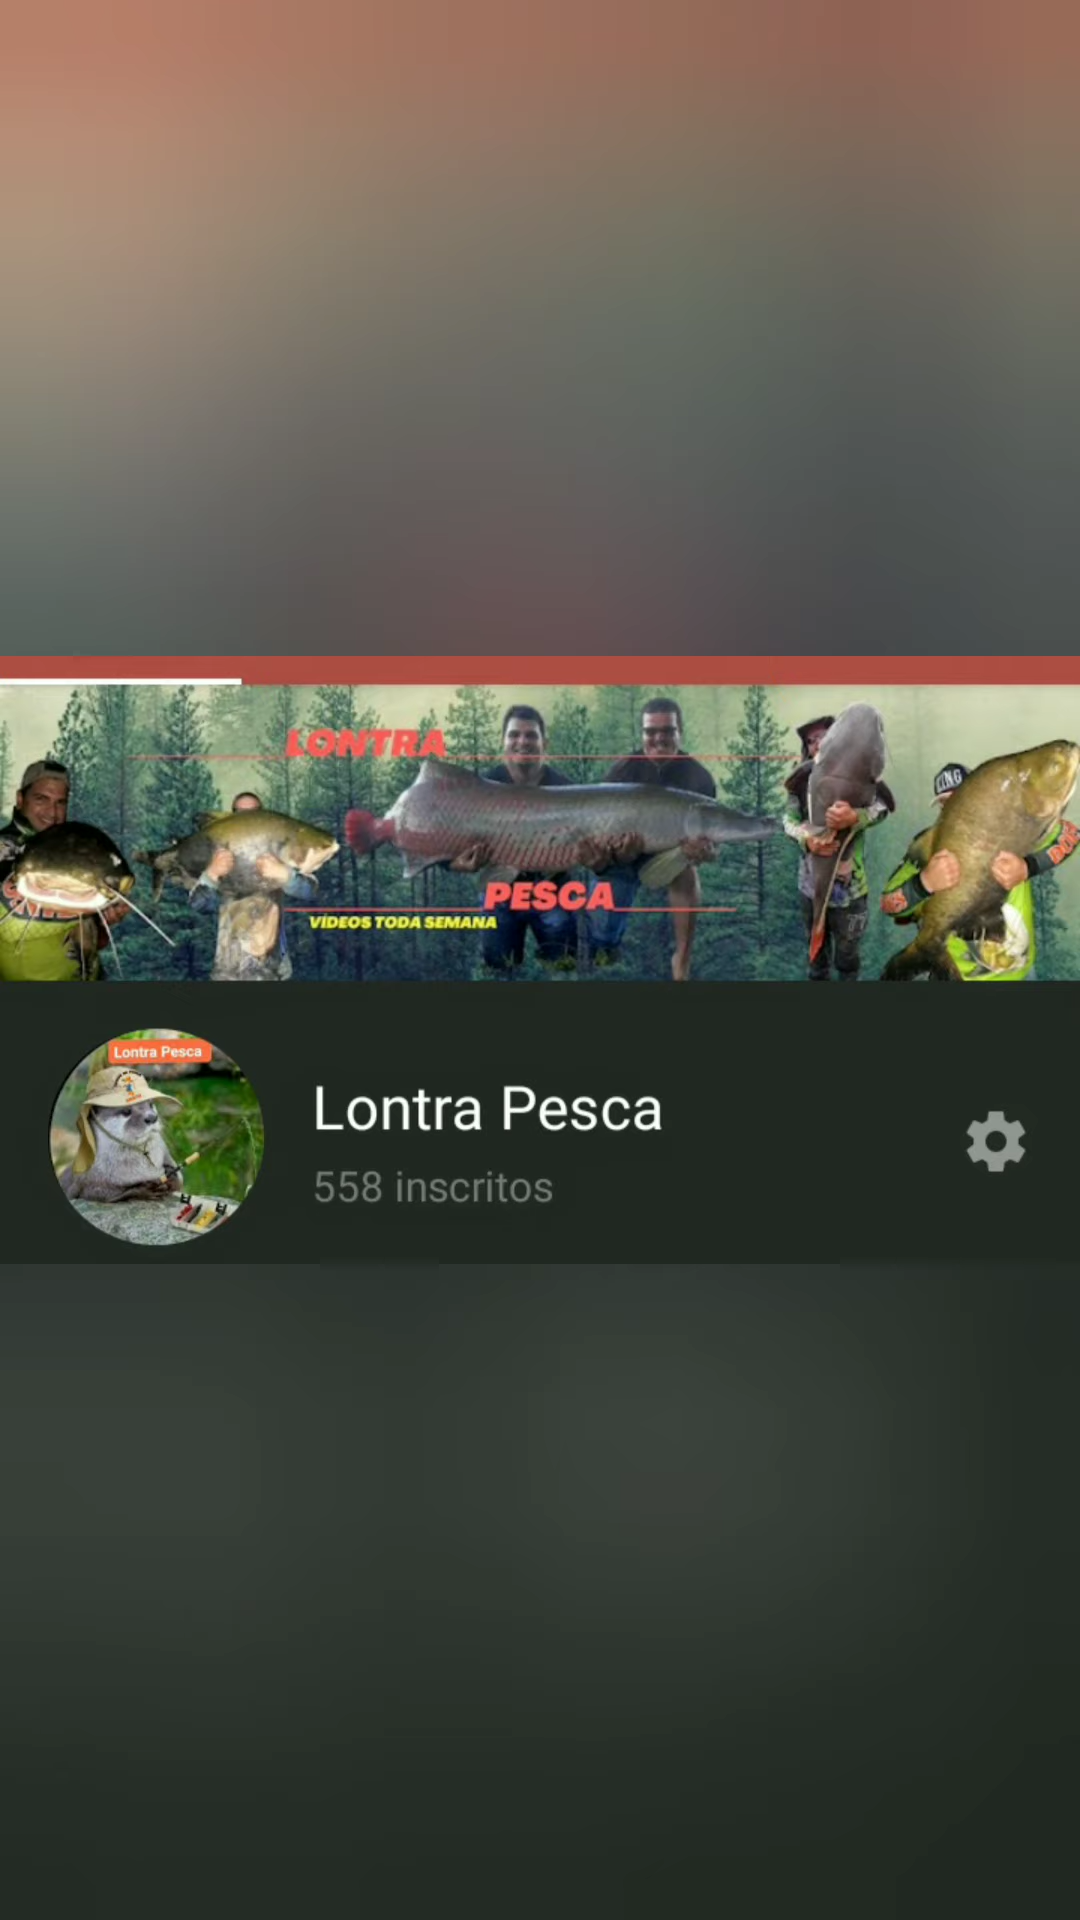 LONTRA
PESCA
VÍDEOS TODA SEMANA
Lontra Pesca
Lontra Pesca
558 inscritos